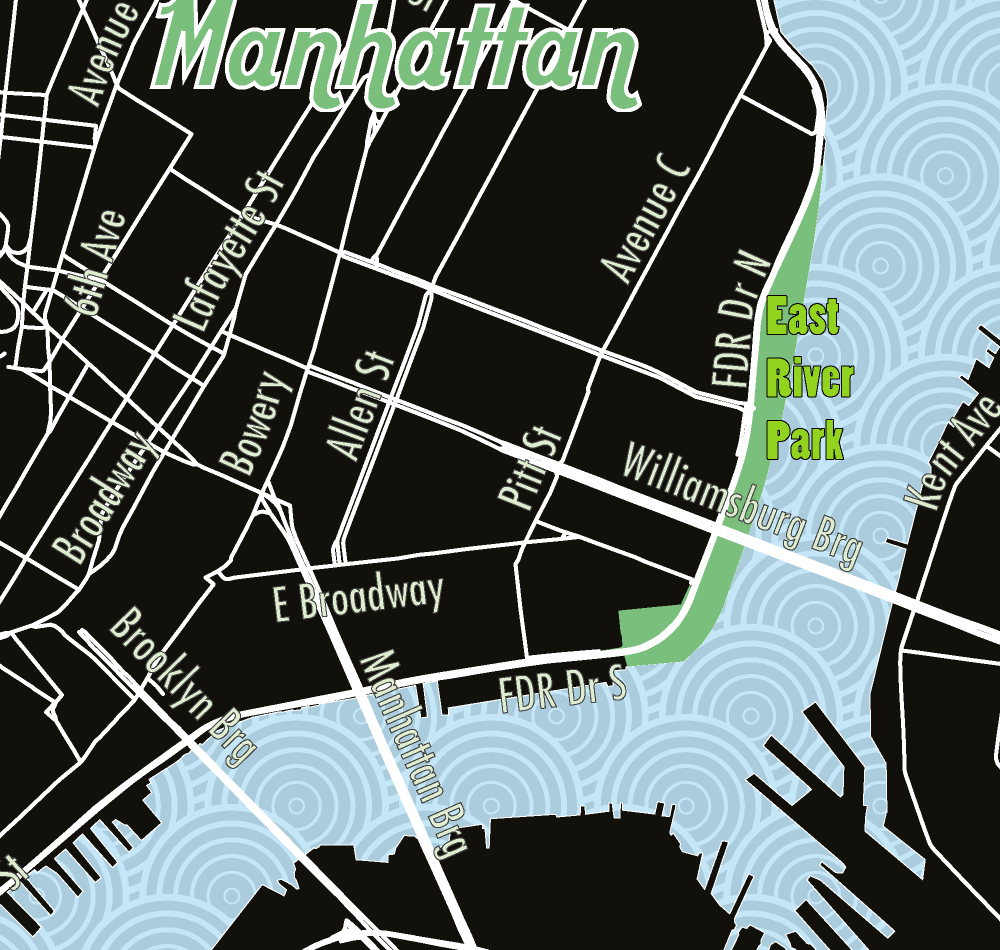 Manhattan
Avenue
Lafayette St
6th Ave
Avenue C
FDR Dr N
East
River
Park
Bowery
Allen St
Pitt St
Williamsburg Brg
Kent Ave
Broadway
E Broadway
Brooklyn Brg
Manhattan Brg
FDR Dr S
St